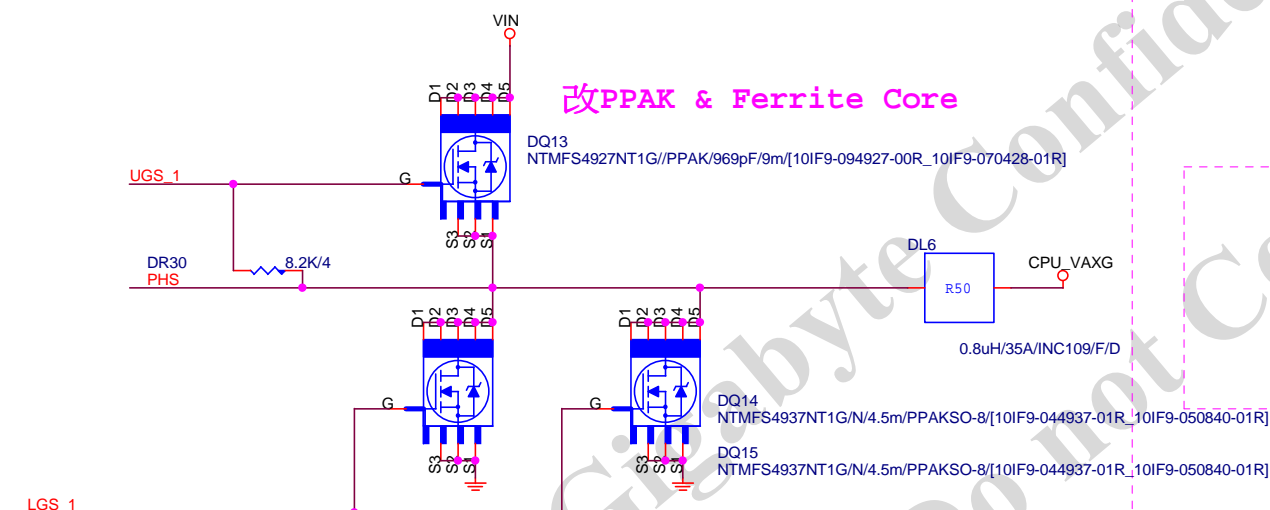 VIN
D1 D2 D3 D4 D5
改PPAK & Ferrite Core
DQ13
NTMFS4927NT1G//PPAK/969pF/9m/[10IF9-094927-00R_10IF9-070428-01R]
UGS_1
G
S3 S2 S1
DR30
8.2K/4
PHS
DL6
R50
CPU_VAXG
0.8uH/35A/INC109/F/D
D1 D2 D3 D4 D5
D1 D2 D3 D4 D5
G
G
DQ14
NTMFS4937NT1G/N/4.5m/PPAKSO-8/[10IF9-044937-01R_10IF9-050840-01R]
DQ15
NTMFS4937NT1G/N/4.5m/PPAKSO-8/[10IF9-044937-01R_10IF9-050840-01R]
S3 S2 S1
S3 S2 S1
LGS_1
Gigabyte Confide
Do not Co